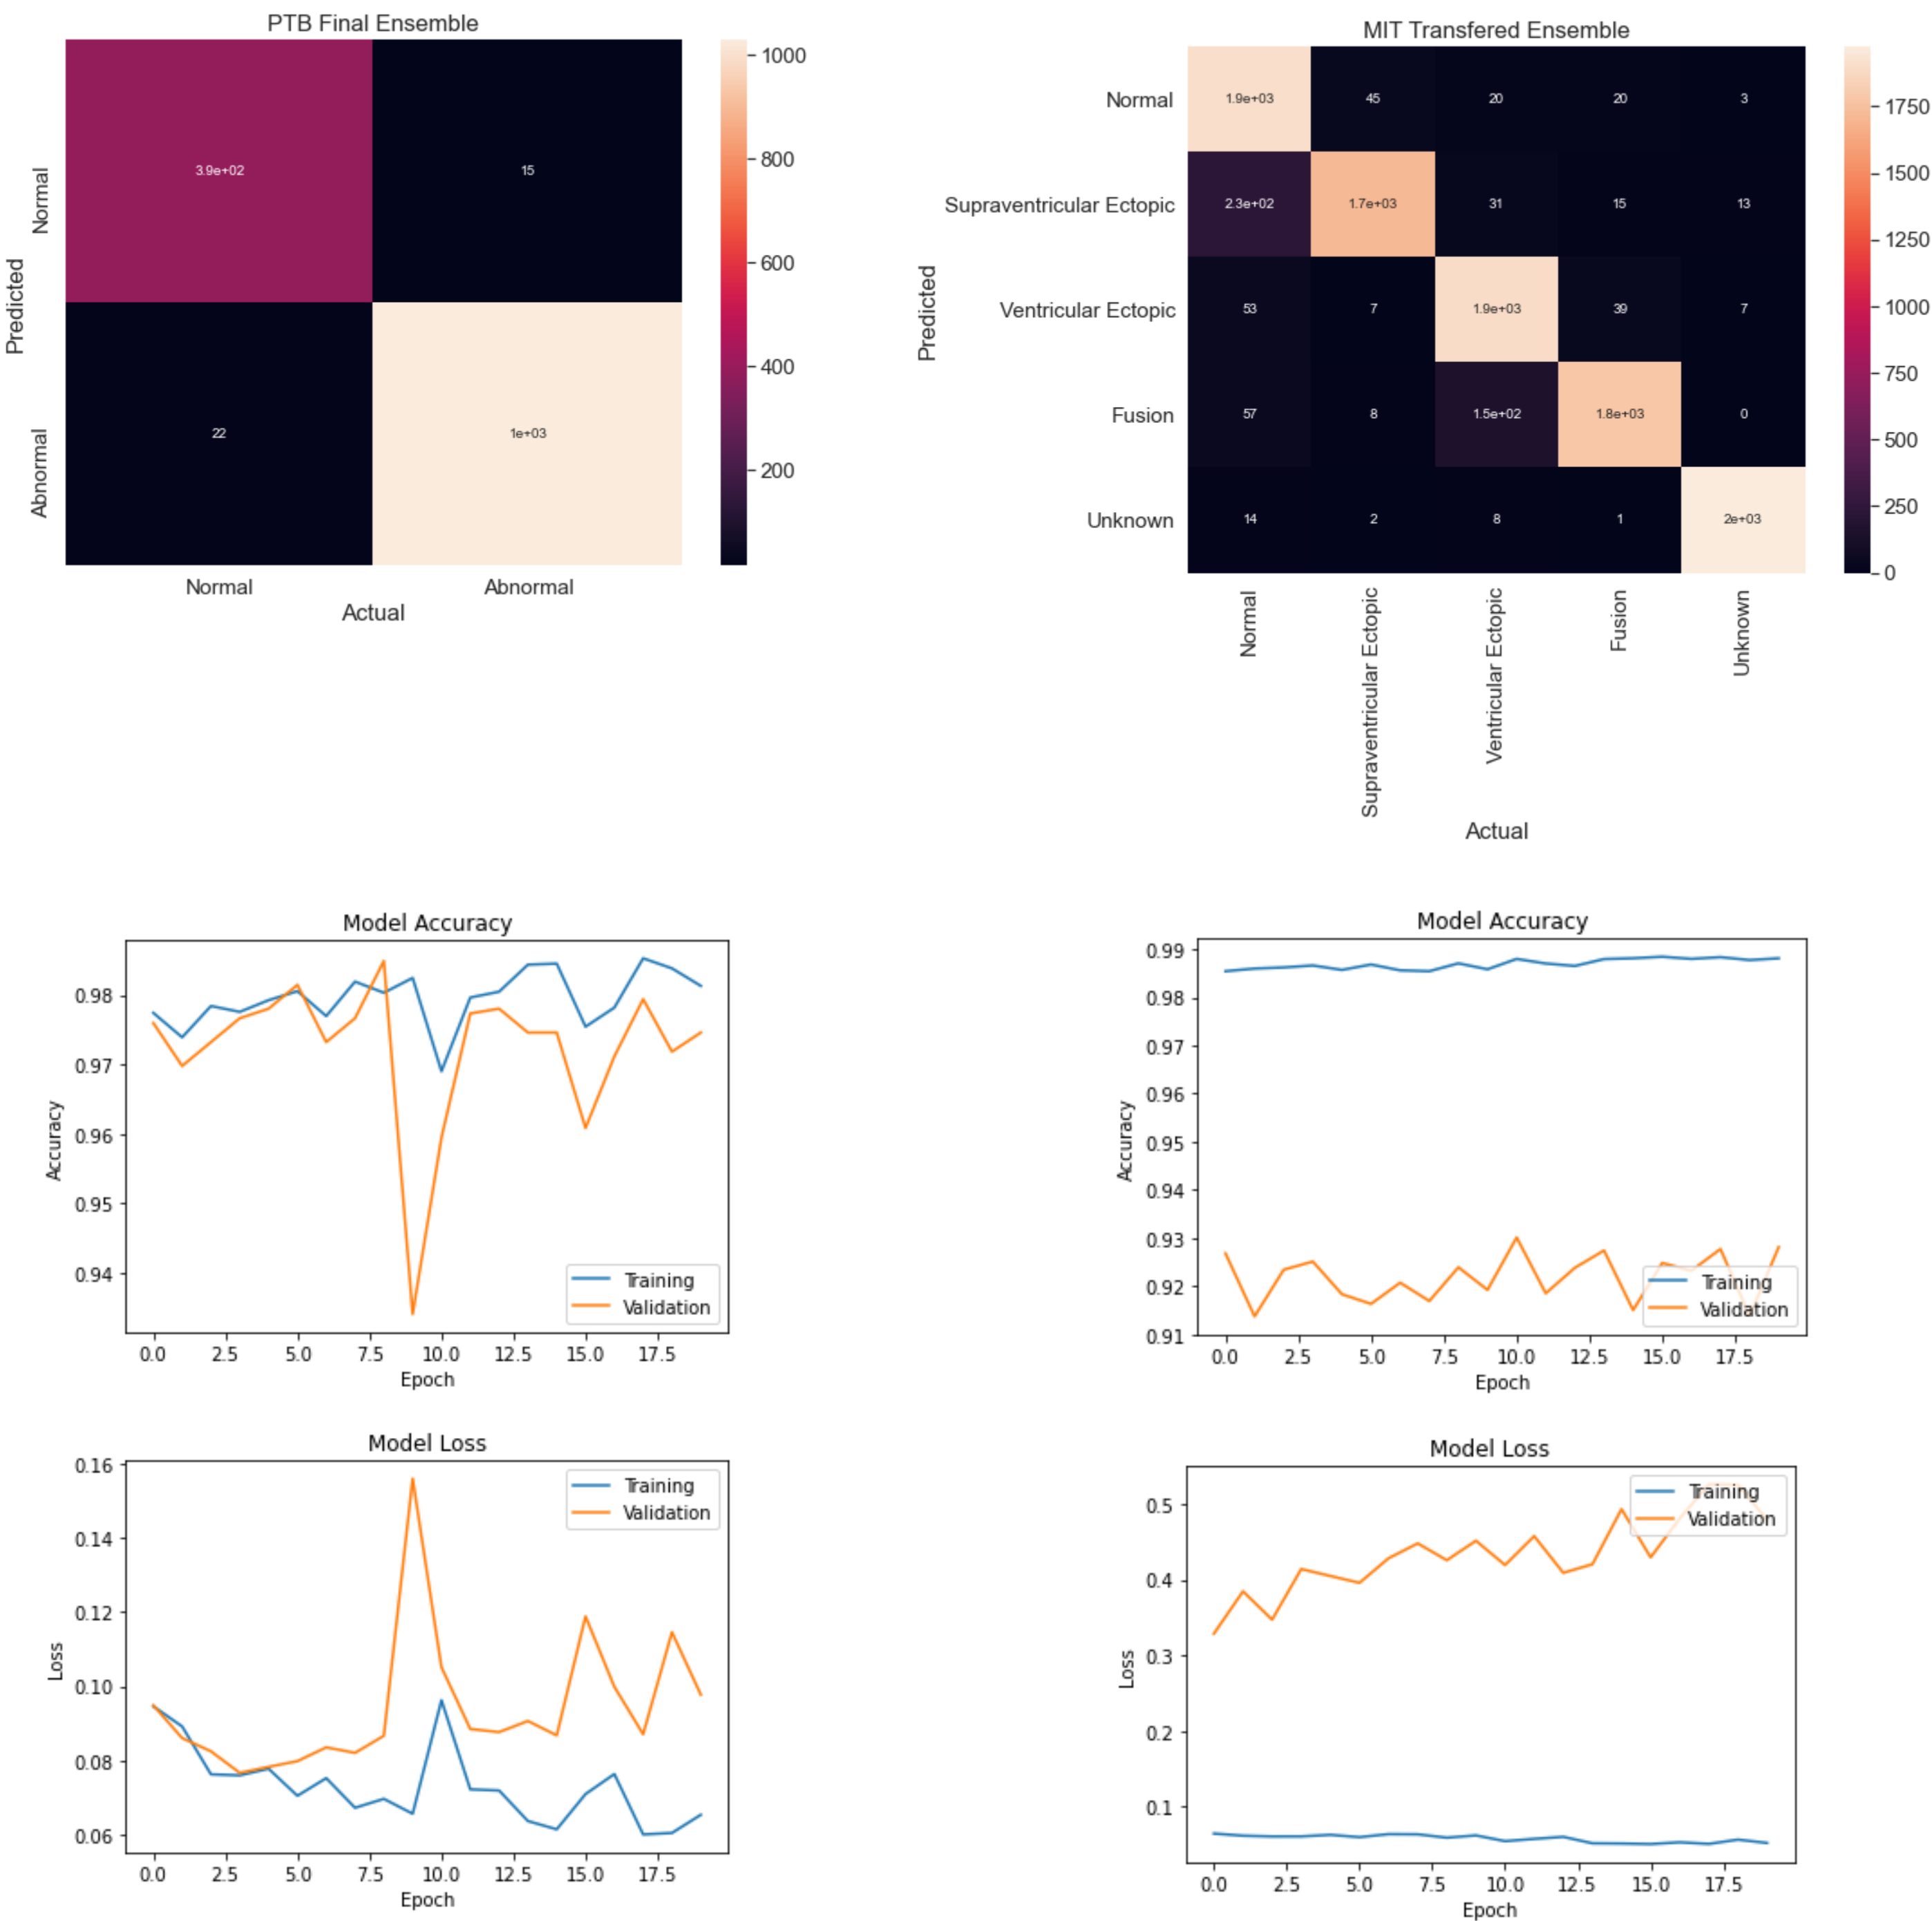 PTB Final Ensemble
Predicted
Normal
Abnormal
3.9e+02 15
22 1e+03
Normal Abnormal
Actual
1000
800
600
400
200
MIT Transfered Ensemble
Predicted
Normal 1.9e+03 45 20 20 3
Supraventricular Ectopic 2.3e+02 1.7e+03 31 15 13
Ventricular Ectopic 53 7 1.9e+03 39 7
Fusion 57 8 1.5e+02 1.8e+03 0
Unknown 14 2 8 1 2e+03
Normal
Supraventricular Ectopic
Ventricular Ectopic
Fusion
Unknown
Actual
1750
1500
1250
1000
750
500
250
0
Model Accuracy
Accuracy
0.98
0.97
0.96
0.95
0.94
Training
Validation
0.0 2.5 5.0 7.5 10.0 12.5 15.0 17.5
Epoch
Model Accuracy
Accuracy
0.99
0.98
0.97
0.96
0.95
0.94
0.93
0.92
0.91
Training
Validation
0.0 2.5 5.0 7.5 10.0 12.5 15.0 17.5
Epoch
Model Loss
Loss
0.16
0.14
0.12
0.10
0.08
0.06
Training
Validation
0.0 2.5 5.0 7.5 10.0 12.5 15.0 17.5
Epoch
Model Loss
Loss
0.5
0.4
0.3
0.2
0.1
Training
Validation
0.0 2.5 5.0 7.5 10.0 12.5 15.0 17.5
Epoch